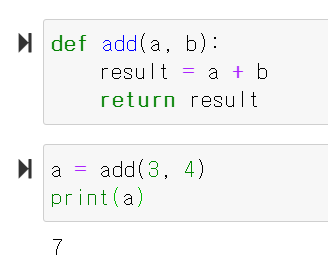 def add(a, b):
    result = a + b
    return result
a = add(3, 4)
print(a)
7